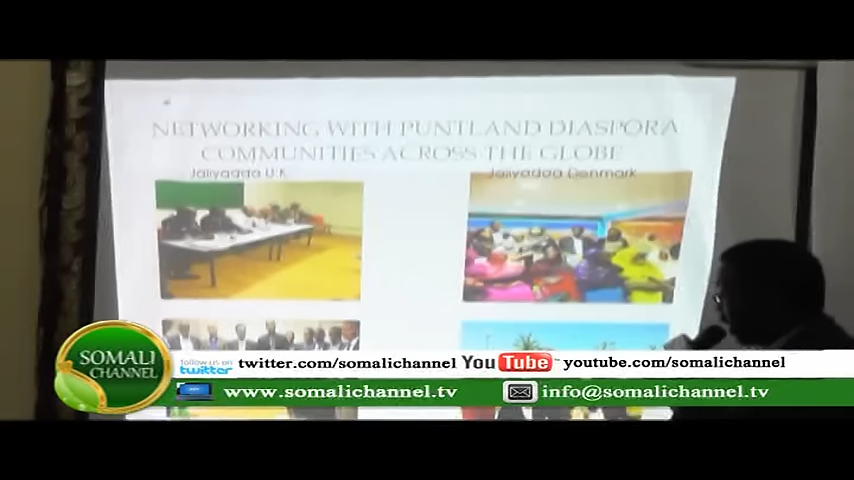 NETWORKING WITH PUNTLAND DIASPORA
COMMUNITIES ACROSS THE GLOBE
Jaliyadda U.K
Jaliyadda Denmark
SOMALI
CHANNEL
follow us on
twitter
twitter.com/somalichannel
YouTube
youtube.com/somalichannel
www.somalichannel.tv
info@somalichannel.tv